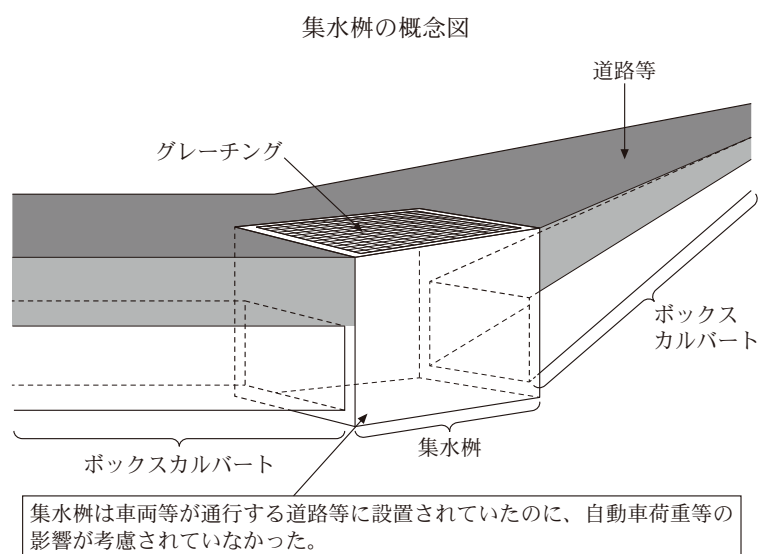 集水桝の概念図
道路等
グレーチング
ボックス
カルバート
ボックスカルバート
集水桝
集水桝は車両等が通行する道路等に設置されていたのに、自動車荷重等の
影響が考慮されていなかった。